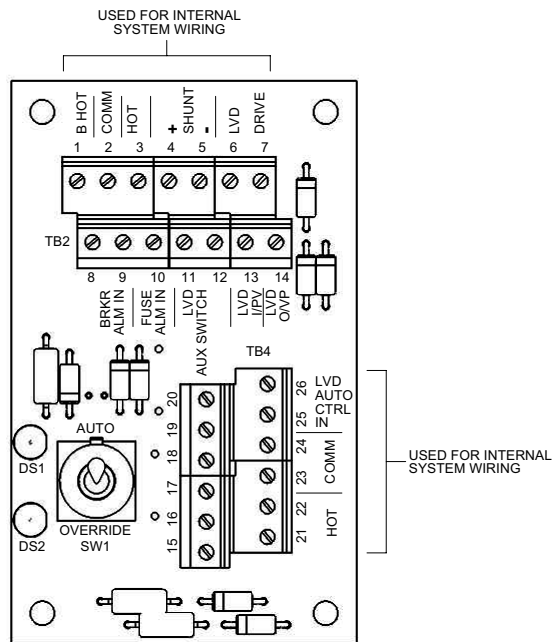 USED FOR INTERNAL
SYSTEM WIRING
B HOT
COMM
HOT
+
SHUNT
-
LVD
DRIVE
1 2 3 4 5 6 7
TB2
8 9 10 11 12 13 14
BRKR
ALM IN
FUSE
ALM IN
LVD
AUX SWITCH
LVD
I/PV
LVD
O/VP
TB4
20
19
18
17
16
15
26
25
24
23
22
21
LVD
AUTO
CTRL
IN
COMM
HOT
USED FOR INTERNAL
SYSTEM WIRING
AUTO
DS1
DS2
OVERRIDE
SW1